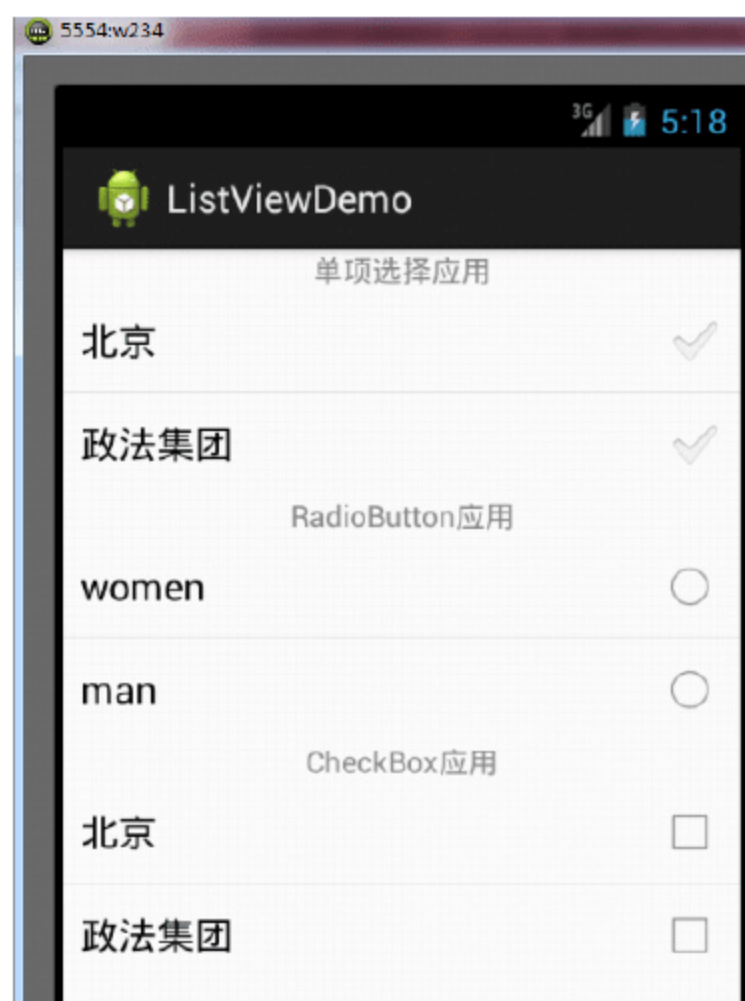 5554:w234
3G 5:18
ListViewDemo
单项选择应用
北京
政法集团
RadioButton应用
women
man
CheckBox应用
北京
政法集团